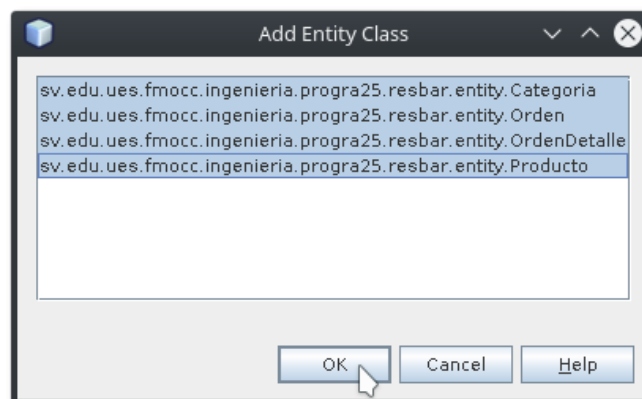 Add Entity Class
sv.edu.ues.fmocc.ingenieria.progra25.resbar.entity.Categoria
sv.edu.ues.fmocc.ingenieria.progra25.resbar.entity.Orden
sv.edu.ues.fmocc.ingenieria.progra25.resbar.entity.OrdenDetalle
sv.edu.ues.fmocc.ingenieria.progra25.resbar.entity.Producto
OK Cancel Help